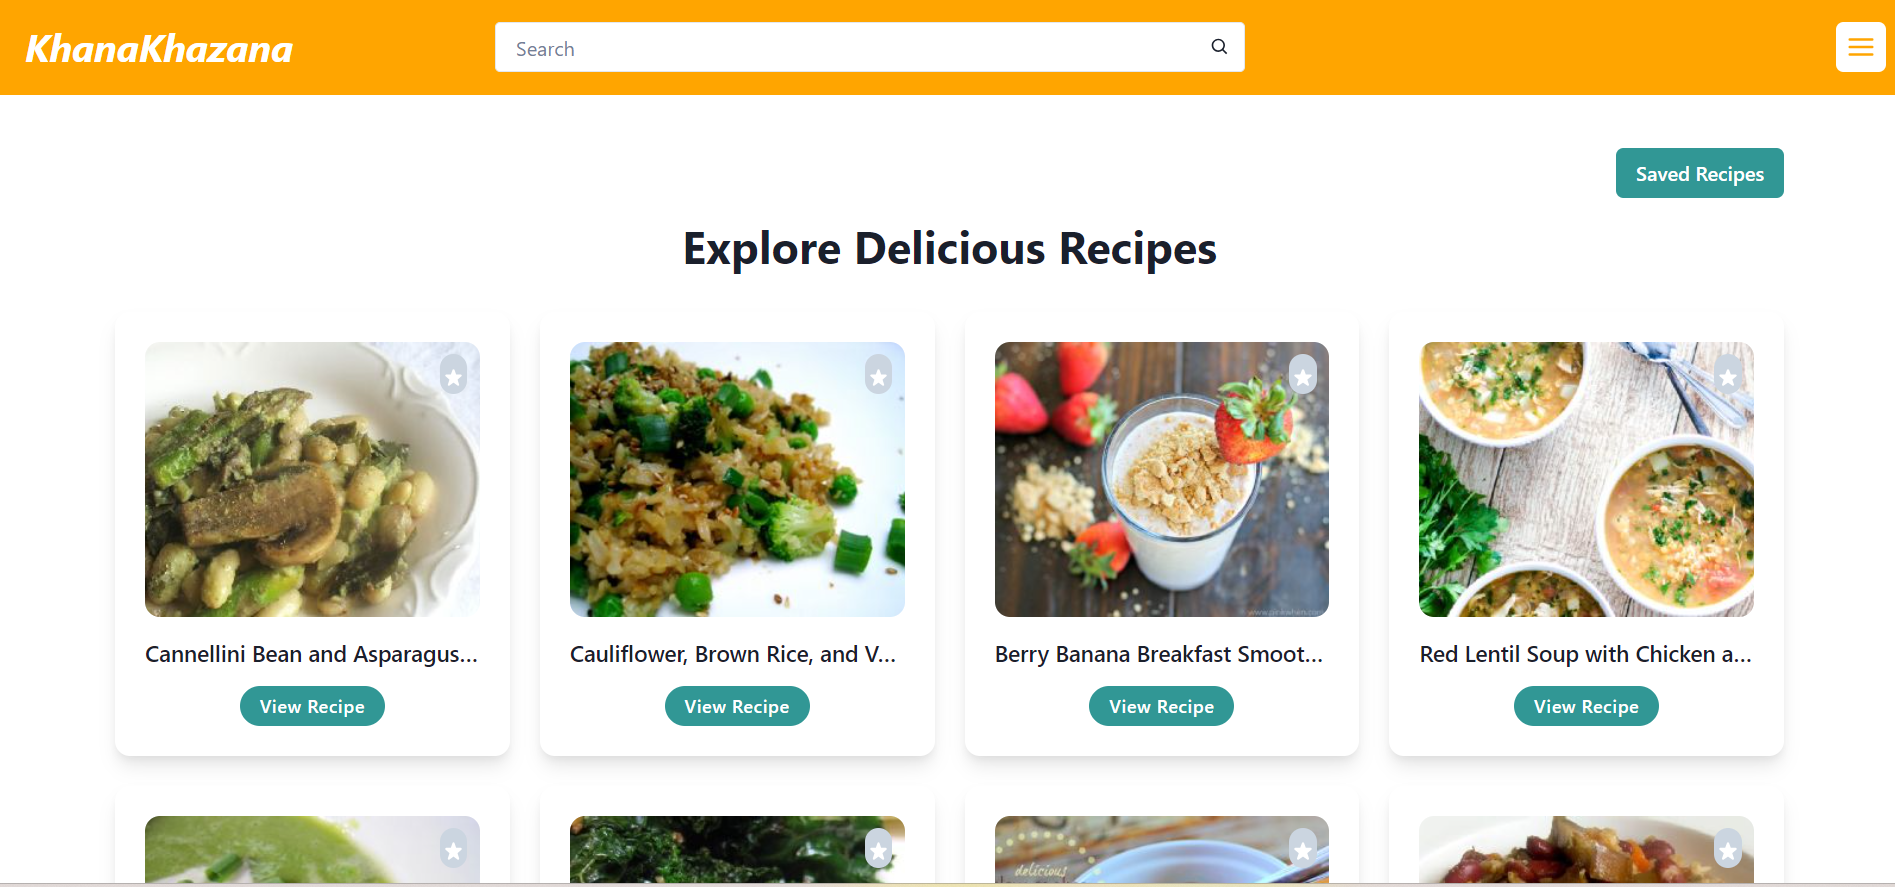 KhanaKhazana
Search
Saved Recipes
Explore Delicious Recipes
Cannellini Bean and Asparagus...
Cauliflower, Brown Rice, and V...
Berry Banana Breakfast Smoot...
Red Lentil Soup with Chicken a...
View Recipe
View Recipe
View Recipe
View Recipe
delicious